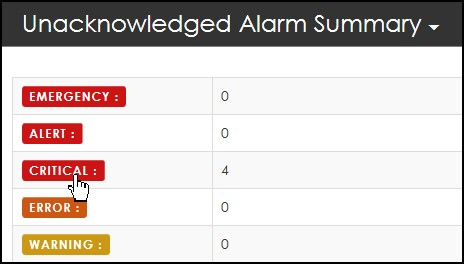 Unacknowledged Alarm Summary
EMERGENCY : 0
ALERT : 0
CRITICAL : 4
ERROR : 0
WARNING : 0